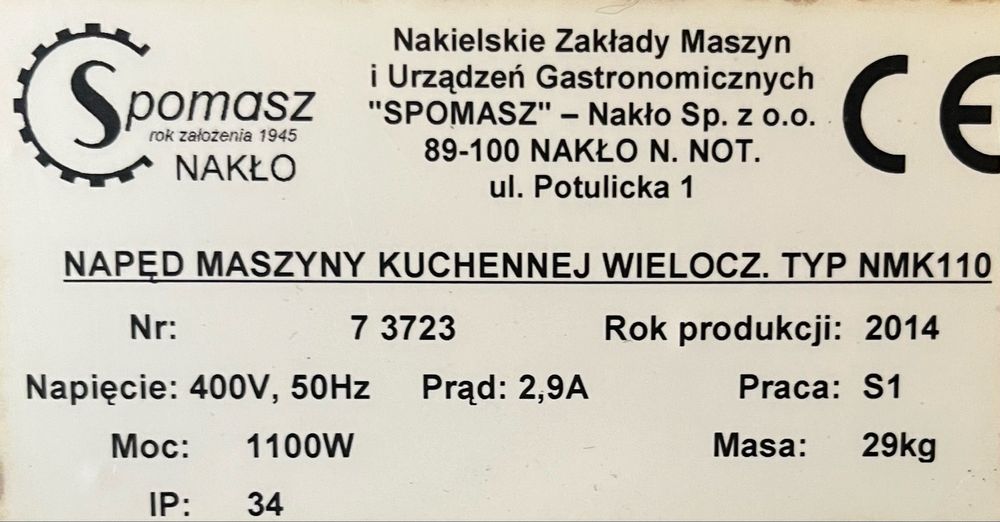 Spomasz
rok założenia 1945
NAKŁO
Nakielskie Zakłady Maszyn
i Urządzeń Gastronomicznych
"SPOMASZ" – Nakło Sp. z o.o.
89-100 NAKŁO N. NOT.
ul. Potulicka 1
CE
NAPĘD MASZYNY KUCHENNEJ WIELOCZ. TYP NMK110
Nr: 7 3723 Rok produkcji: 2014
Napięcie: 400V, 50Hz Prąd: 2,9A Praca: S1
Moc: 1100W Masa: 29kg
IP: 34